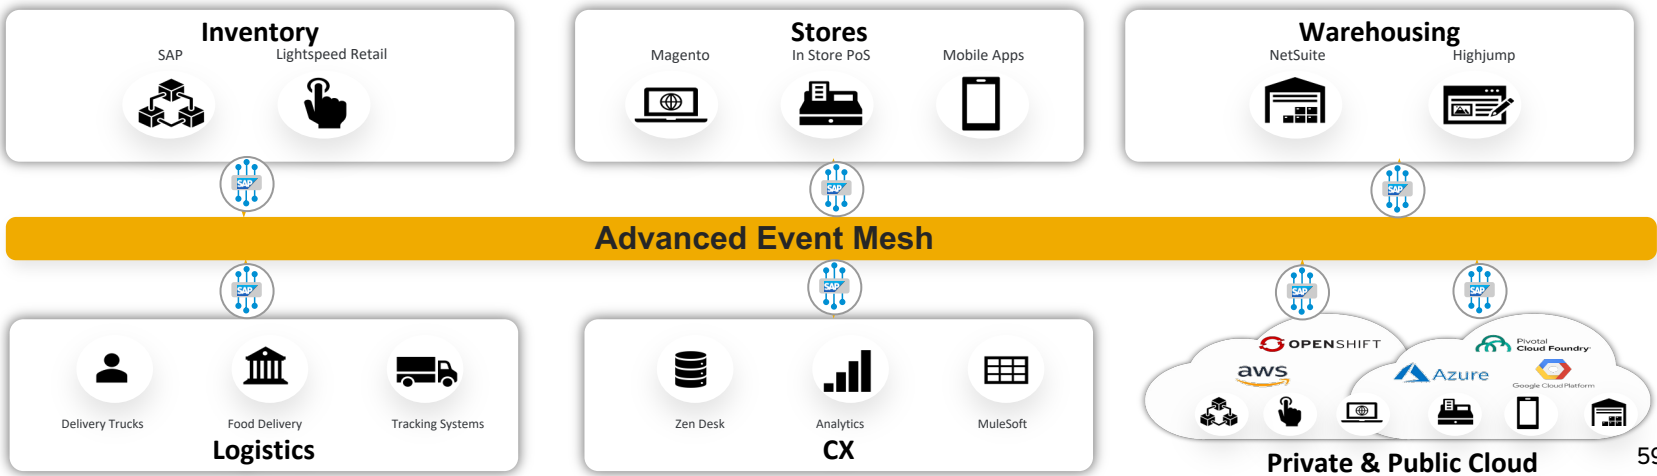 Inventory
SAP
Lightspeed Retail
Stores
Magento
In Store PoS
Mobile Apps
Warehousing
NetSuite
Highjump
SAP
SAP
SAP
Advanced Event Mesh
SAP
SAP
SAP
SAP
Delivery Trucks
Food Delivery
Tracking Systems
Logistics
Zen Desk
Analytics
MuleSoft
CX
OPENSHIFT
aws
Pivotal
Cloud Foundry
Azure
Google Cloud Platform
Private & Public Cloud
59